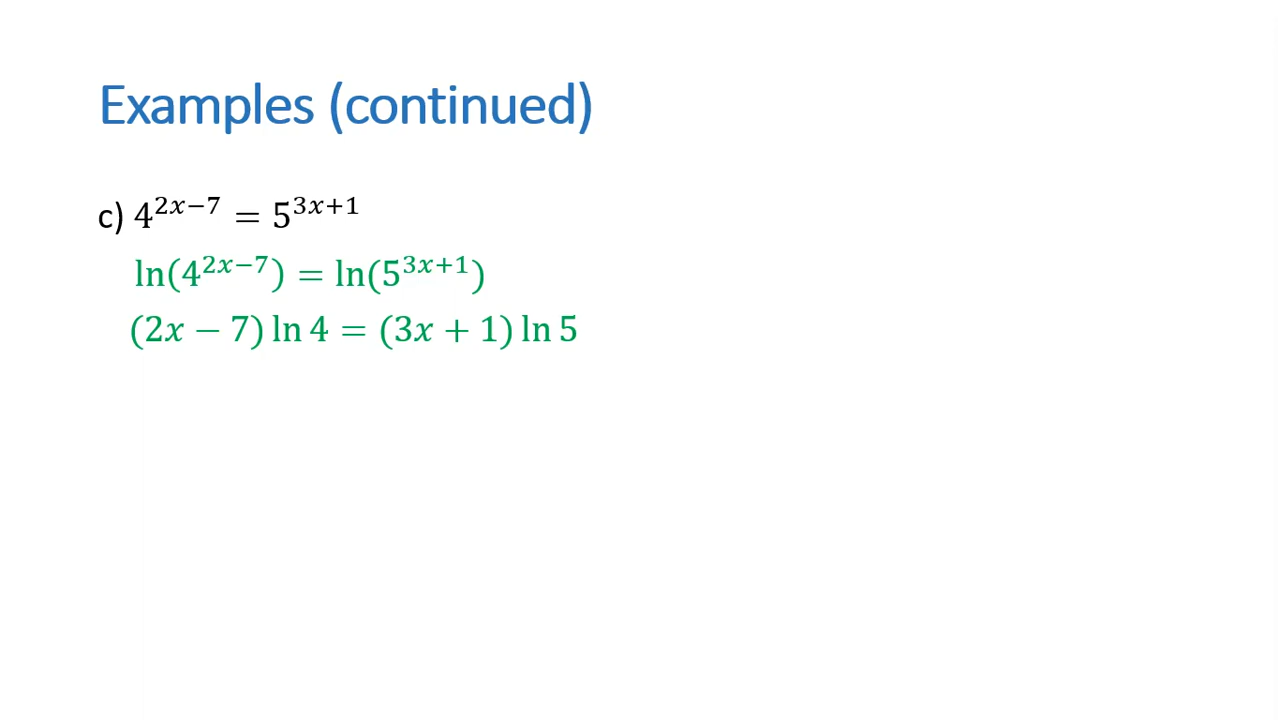 Examples (continued)
c) 4^{2x−7} = 5^{3x+1}
ln(4^{2x−7}) = ln(5^{3x+1})
(2x − 7) ln 4 = (3x + 1) ln 5